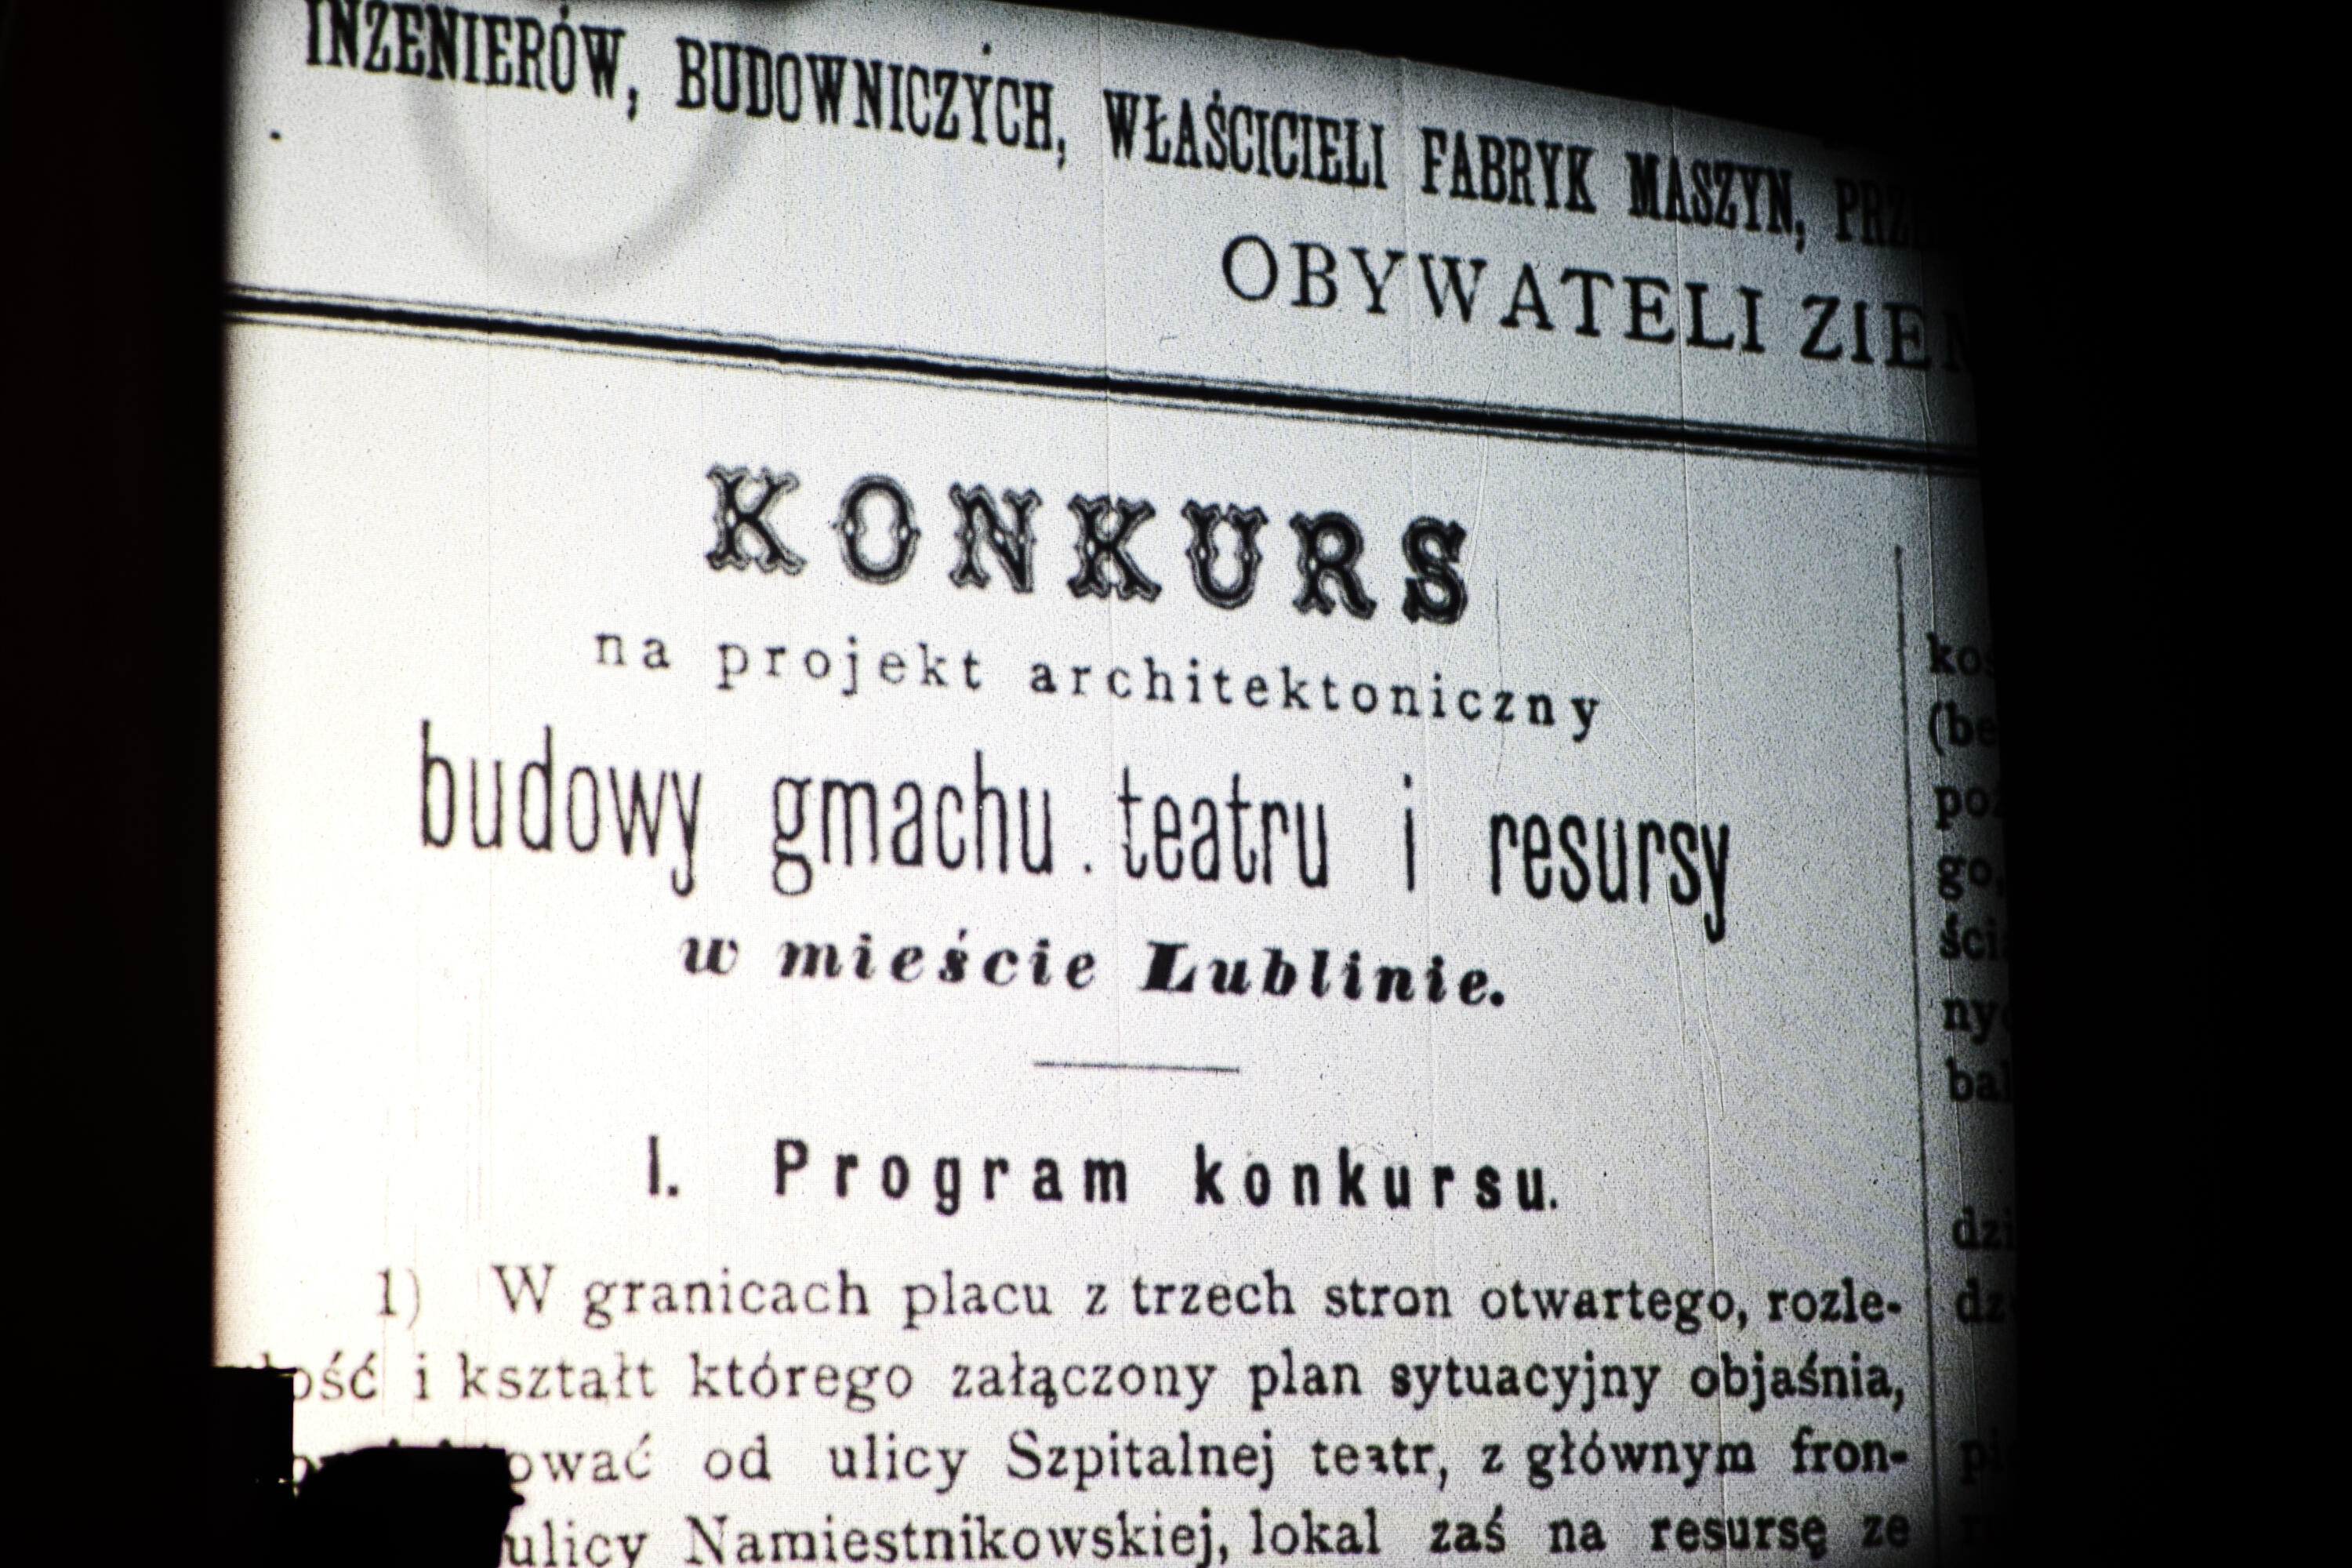 INŻENIERÓW, BUDOWNICZYCH, WŁAŚCICIELI FABRYK MASZYN,
OBYWATELI
KONKURS
na projekt architektoniczny
budowy gmachu teatru i resursy
w mieście Lublinie.
I. Program konkursu.
1) W granicach placu z trzech stron otwartego, rozle-
i kształt którego załączony plan sytuacyjny objaśnia,
od ulicy Szpitalnej teatr, z głównym fron-
ulicy Namiestnikowskiej, lokal zaś na resursę ze